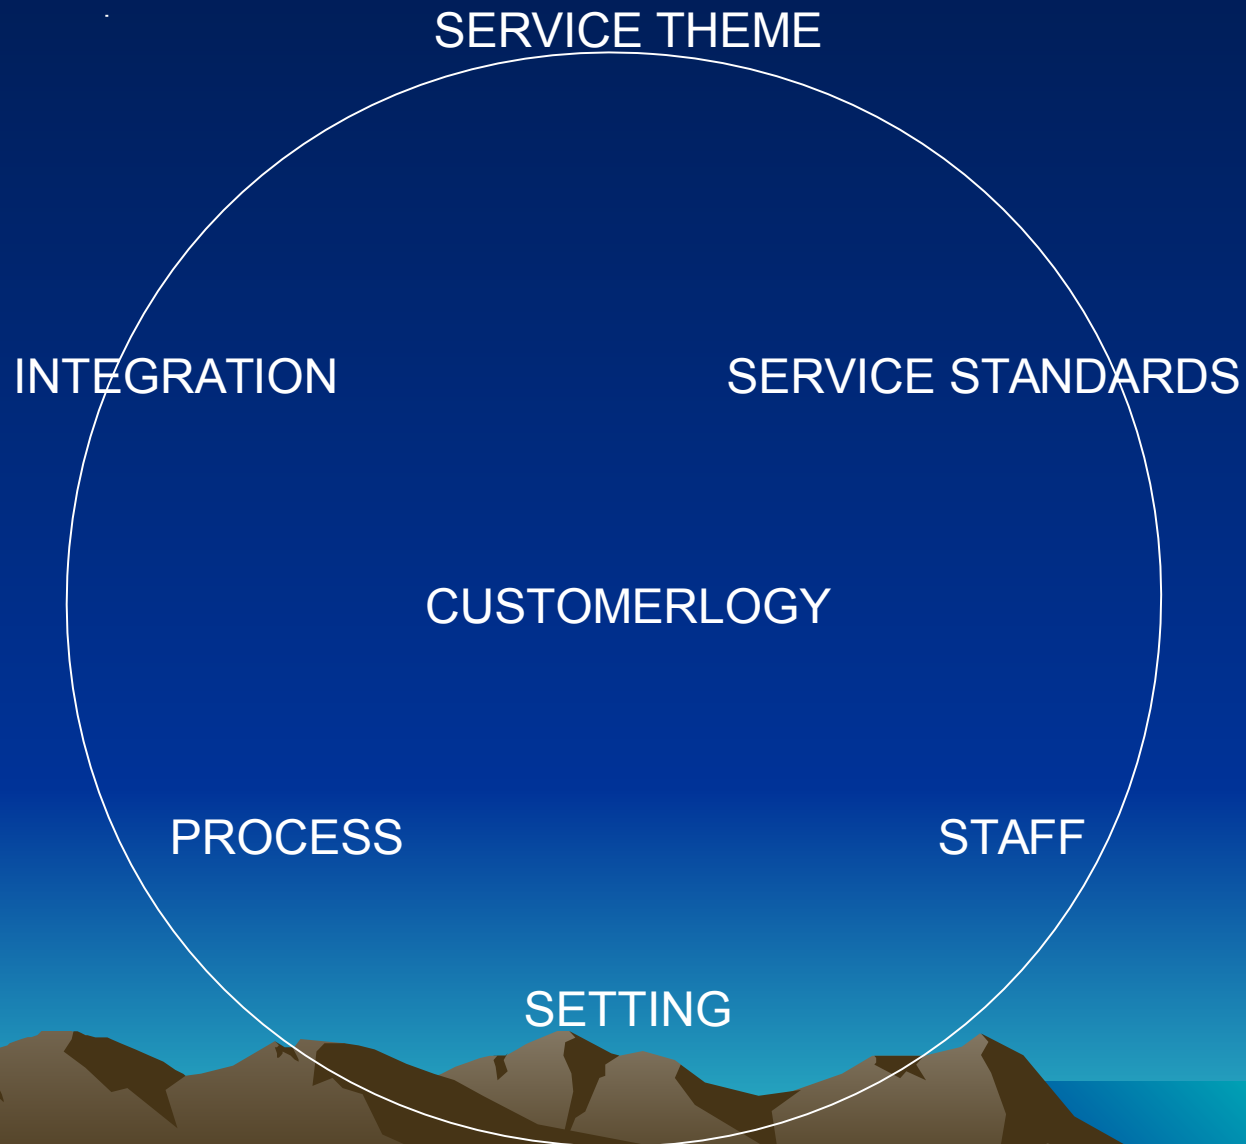 SERVICE THEME
INTEGRATION
SERVICE STANDARDS
CUSTOMERLOGY
PROCESS
STAFF
SETTING